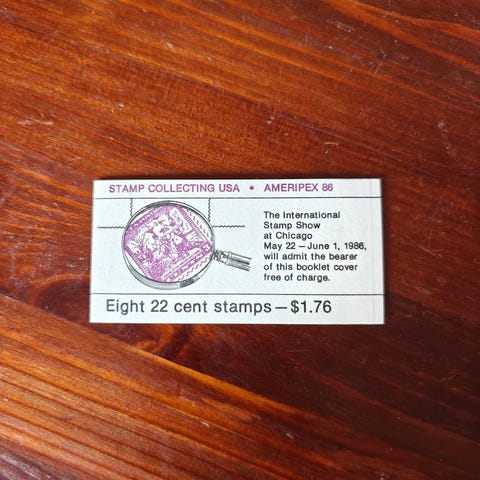 STAMP COLLECTING USA • AMERIPEX 86
The International
Stamp Show
at Chicago
May 22 — June 1, 1986,
will admit the bearer
of this booklet cover
free of charge.
Eight 22 cent stamps — $1.76